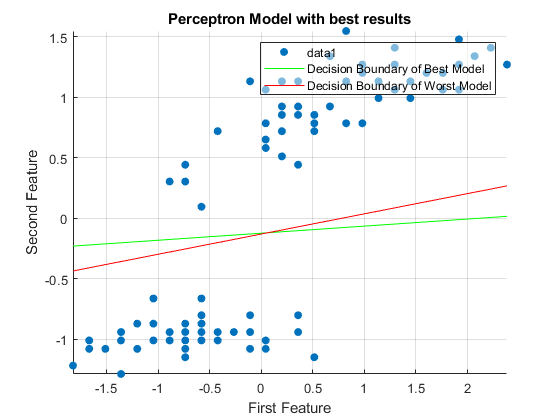 Perceptron Model with best results
1.5
1
0.5
0
-0.5
-1
Second Feature
data1
Decision Boundary of Best Model
Decision Boundary of Worst Model
-1.5
-1
-0.5
0
0.5
1
1.5
2
First Feature